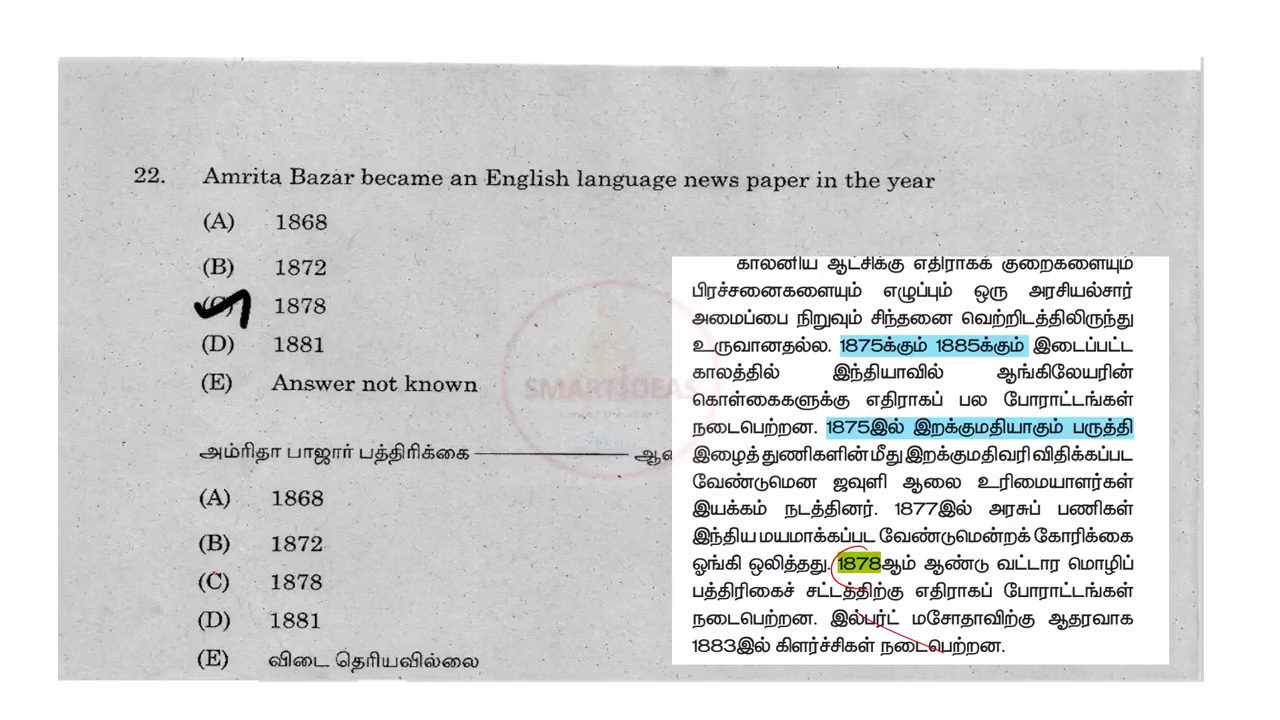 22. Amrita Bazar became an English language news paper in the year
(A) 1868
(B) 1872
1878
(D) 1881
(E) Answer not known
அம்ரிதா பாஜார் பத்திரிக்கை
(A) 1868
(B) 1872
(C) 1878
(D) 1881
(E) விடை தெரியவில்லை
காலனிய ஆட்சிக்கு எதிராகக் குறைகளையும்
பிரச்சனைகளையும் எழுப்பும் ஒரு அரசியல்சார்
அமைப்பை நிறுவும் சிந்தனை வெற்றிடத்திலிருந்து
உருவானதல்ல. 1875க்கும் 1885க்கும் இடைப்பட்ட
காலத்தில் இந்தியாவில் ஆங்கிலேயரின்
கொள்கைகளுக்கு எதிராகப் பல போராட்டங்கள்
நடைபெற்றன. 1875இல் இறக்குமதியாகும் பருத்தி
இழைத் துணிகளின் மீது இறக்குமதிவரி விதிக்கப்பட
வேண்டுமென ஜவுளி ஆலை உரிமையாளர்கள்
இயக்கம் நடத்தினர். 1877இல் அரசுப் பணிகள்
இந்திய மயமாக்கப்பட வேண்டுமென்றக் கோரிக்கை
ஓங்கி ஒலித்தது. 1878ஆம் ஆண்டு வட்டார மொழிப்
பத்திரிகைச் சட்டத்திற்கு எதிராகப் போராட்டங்கள்
நடைபெற்றன. இல்பர்ட் மசோதாவிற்கு ஆதரவாக
1883இல் கிளர்ச்சிகள் நடைபெற்றன.
SMART IDEAS